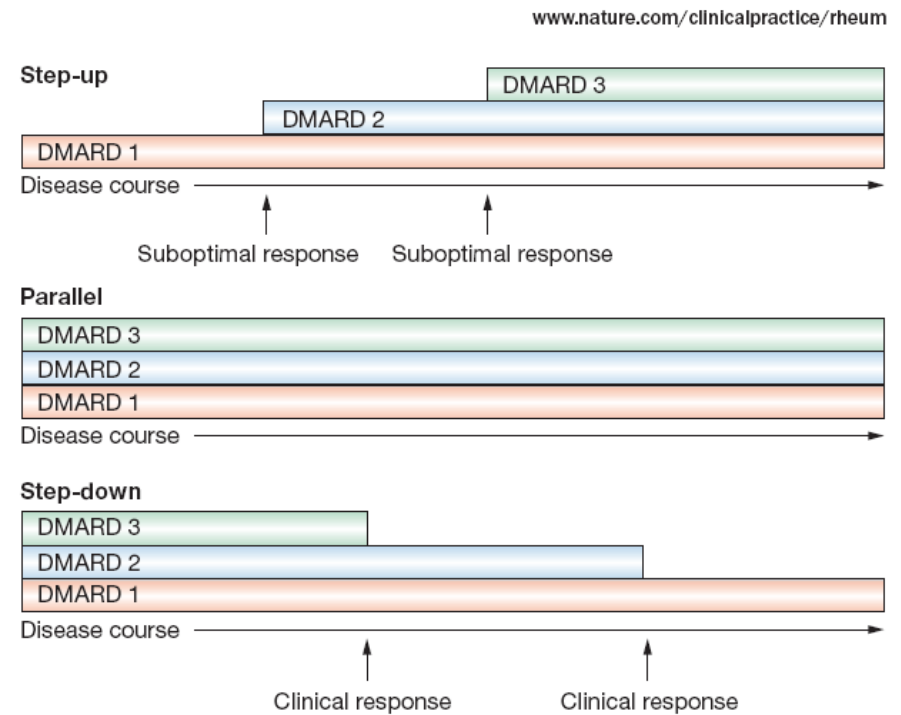 www.nature.com/clinicalpractice/rheum
Step-up
DMARD 3
DMARD 2
DMARD 1
Disease course
Suboptimal response Suboptimal response
Parallel
DMARD 3
DMARD 2
DMARD 1
Disease course
Step-down
DMARD 3
DMARD 2
DMARD 1
Disease course
Clinical response Clinical response